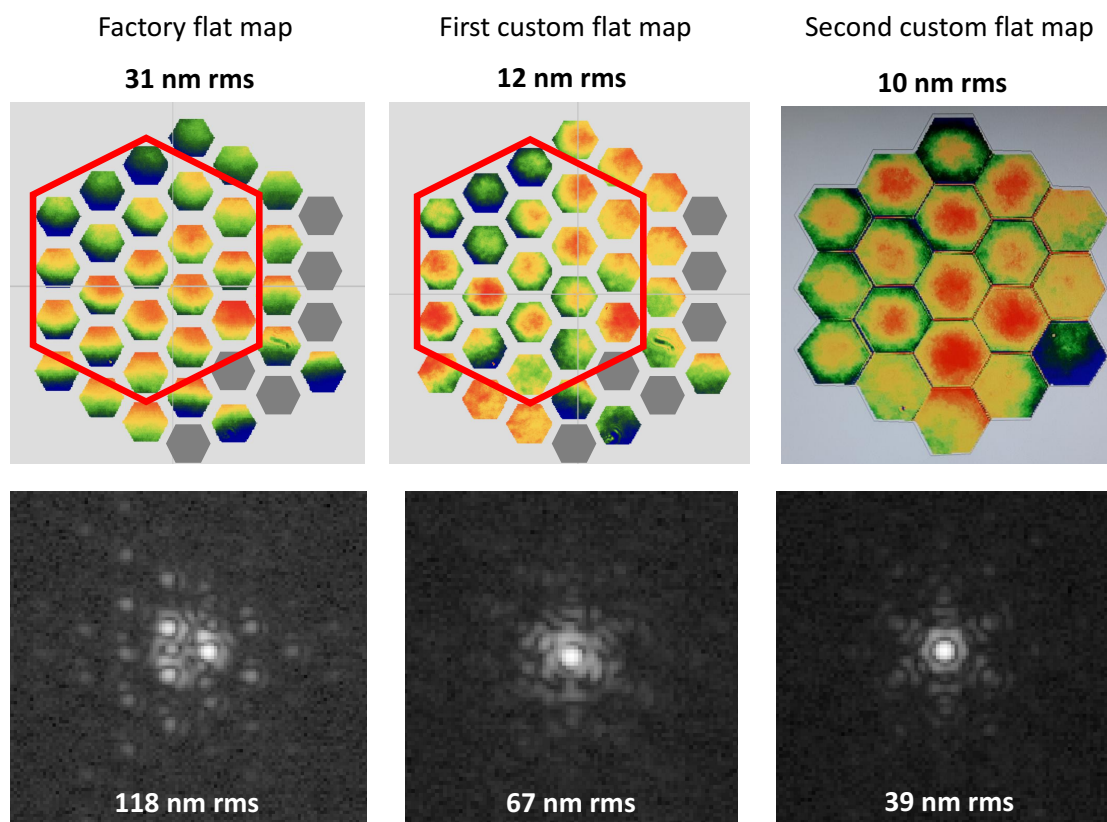 Factory flat map
First custom flat map
Second custom flat map
31 nm rms
12 nm rms
10 nm rms
118 nm rms
67 nm rms
39 nm rms